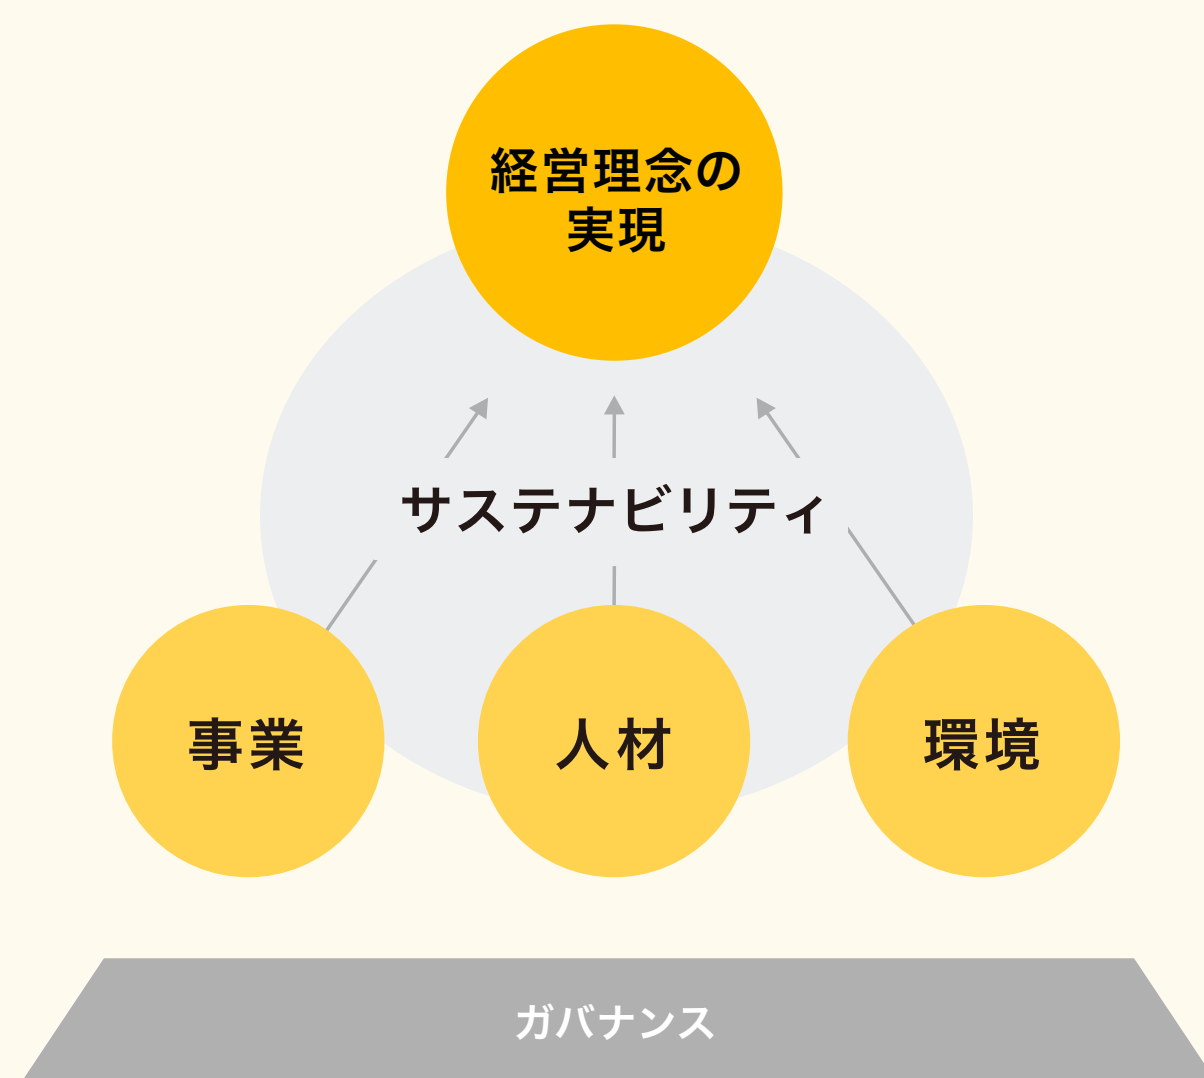 経営理念の
実現
サステナビリティ
事業
人材
環境
ガバナンス